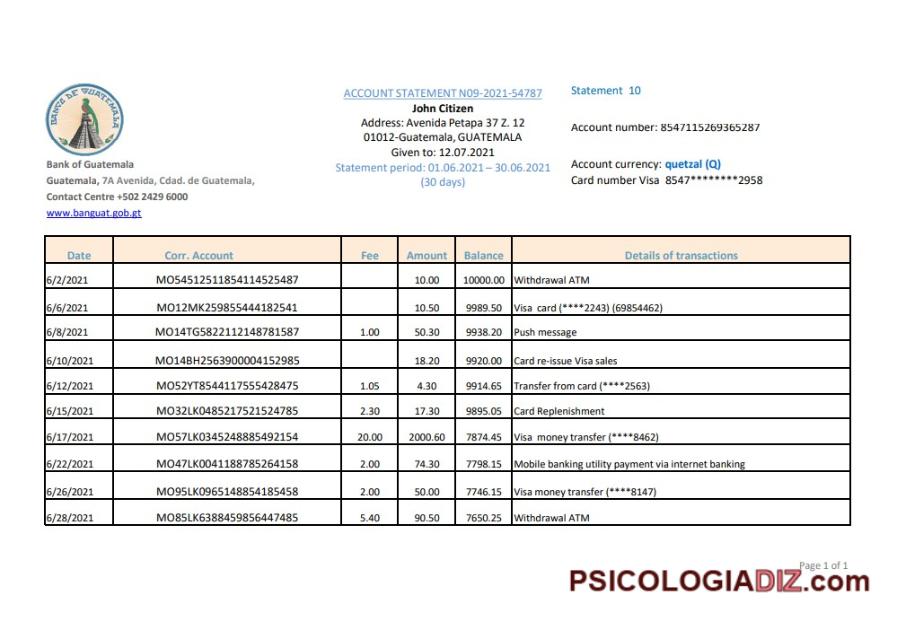 BANCO DE GUATEMALA
Bank of Guatemala
Guatemala, 7A Avenida, Cdad. de Guatemala,
Contact Centre +502 2429 6000
www.banguat.gob.gt
ACCOUNT STATEMENT N09-2021-54787
John Citizen
Address: Avenida Petapa 37 Z. 12
01012-Guatemala, GUATEMALA
Given to: 12.07.2021
Statement period: 01.06.2021 – 30.06.2021
(30 days)
Statement 10
Account number: 8547115269365287
Account currency: quetzal (Q)
Card number Visa 8547********2958
Date Corr. Account Fee Amount Balance Details of transactions
6/2/2021 MO54512511854114525487 10.00 10000.00 Withdrawal ATM
6/6/2021 MO12MK259855444182541 10.50 9989.50 Visa card (****2243) (69854462)
6/8/2021 MO14TG5822112148781587 1.00 50.30 9938.20 Push message
6/10/2021 MO14BH2563900004152985 18.20 9920.00 Card re-issue Visa sales
6/12/2021 MO52YT8544117555428475 1.05 4.30 9914.65 Transfer from card (****2563)
6/15/2021 MO32LK0485217521524785 2.30 17.30 9895.05 Card Replenishment
6/17/2021 MO57LK0345248885492154 20.00 2000.60 7874.45 Visa money transfer (****8462)
6/22/2021 MO47LK0041188785264158 2.00 74.30 7798.15 Mobile banking utility payment via internet banking
6/26/2021 MO95LK0965148854185458 2.00 50.00 7746.15 Visa money transfer (****8147)
6/28/2021 MO85LK6388459856447485 5.40 90.50 7650.25 Withdrawal ATM
Page 1 of 1
PSICOLOGIADIZ.com